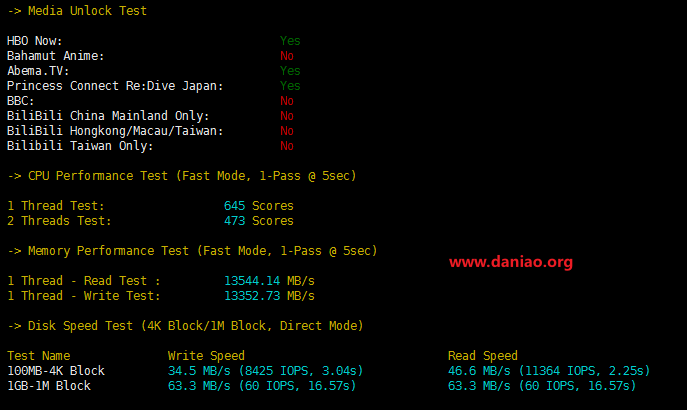 -> Media Unlock Test
HBO Now: Yes
Bahamut Anime: No
Abema.TV: Yes
Princess Connect Re:Dive Japan: Yes
BBC: No
BiliBili China Mainland Only: No
BiliBili Hongkong/Macau/Taiwan: No
Bilibili Taiwan Only: No
-> CPU Performance Test (Fast Mode, 1-Pass @ 5sec)
1 Thread Test: 645 Scores
2 Threads Test: 473 Scores
-> Memory Performance Test (Fast Mode, 1-Pass @ 5sec)
www.daniao.org
1 Thread - Read Test : 13544.14 MB/s
1 Thread - Write Test: 13352.73 MB/s
-> Disk Speed Test (4K Block/1M Block, Direct Mode)
Test Name Write Speed Read Speed
100MB-4K Block 34.5 MB/s (8425 IOPS, 3.04s) 46.6 MB/s (11364 IOPS, 2.25s)
1GB-1M Block 63.3 MB/s (60 IOPS, 16.57s) 63.3 MB/s (60 IOPS, 16.57s)